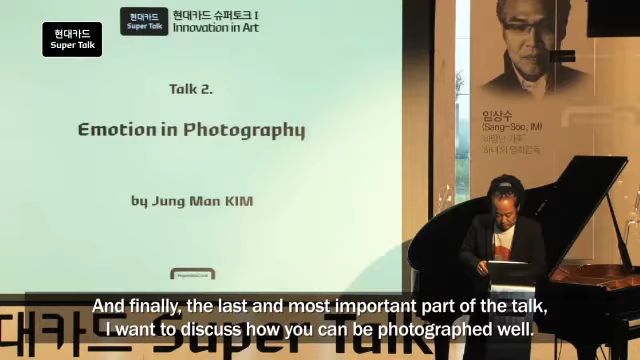 현대카드
Super Talk
현대카드
Super Talk
현대카드 슈퍼토크 I
Innovation in Art
Talk 2.
Emotion in Photography
by Jung Man KIM
임상수
(Sang-Soo, IM)
And finally, the last and most important part of the talk,
I want to discuss how you can be photographed well.
대카드 Super Talk